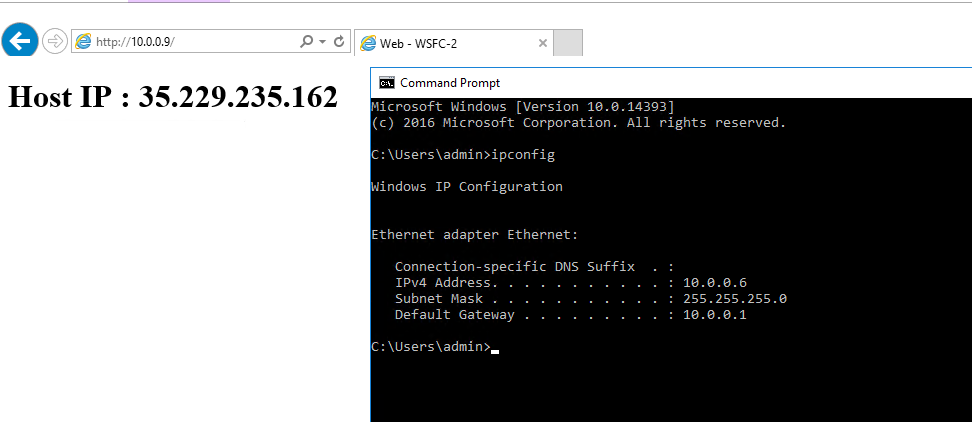 http://10.0.0.9/
Web - WSFC-2
Host IP : 35.229.235.162
Command Prompt
Microsoft Windows [Version 10.0.14393]
(c) 2016 Microsoft Corporation. All rights reserved.
C:\Users\admin>ipconfig
Windows IP Configuration
Ethernet adapter Ethernet:
Connection-specific DNS Suffix  . :
IPv4 Address. . . . . . . . . . . : 10.0.0.6
Subnet Mask . . . . . . . . . . . : 255.255.255.0
Default Gateway . . . . . . . . . : 10.0.0.1
C:\Users\admin>